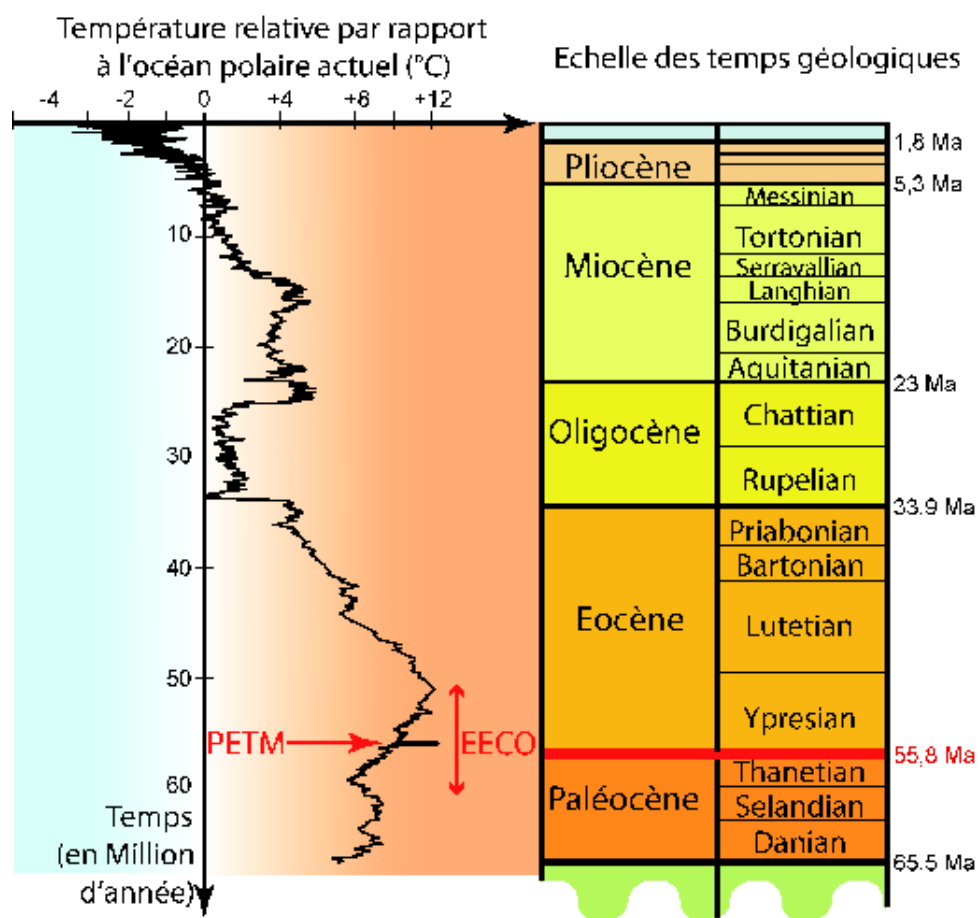 Température relative par rapport
à l'océan polaire actuel (°C)
-4 -2 0 +4 +6 +12
10
20
30
40
50
60
PETM
EECO
Temps
(en Million
d'année)
Echelle des temps géologiques
1,8 Ma
Pliocène
5,3 Ma
Miocène
Messinian
Tortonian
Serravallian
Langhian
Burdigalian
Aquitanian
23 Ma
Oligocène
Chattian
Rupelian
33.9 Ma
Eocène
Priabonian
Bartonian
Lutetian
Ypresian
55,8 Ma
Paléocène
Thanetian
Selandian
Danian
65.5 Ma